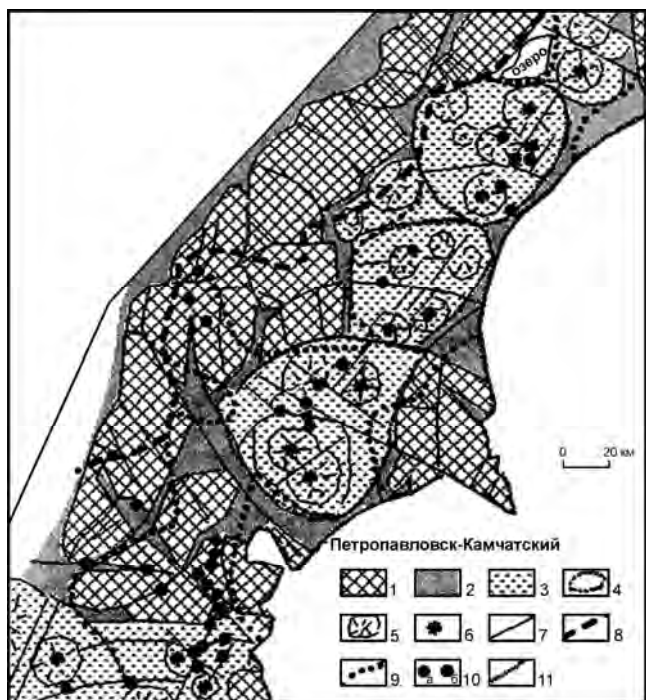 озеро
0 20 км
Петропавловск-Камчатский
1 2 3 4
5 6 7 8
9 а б 10 11